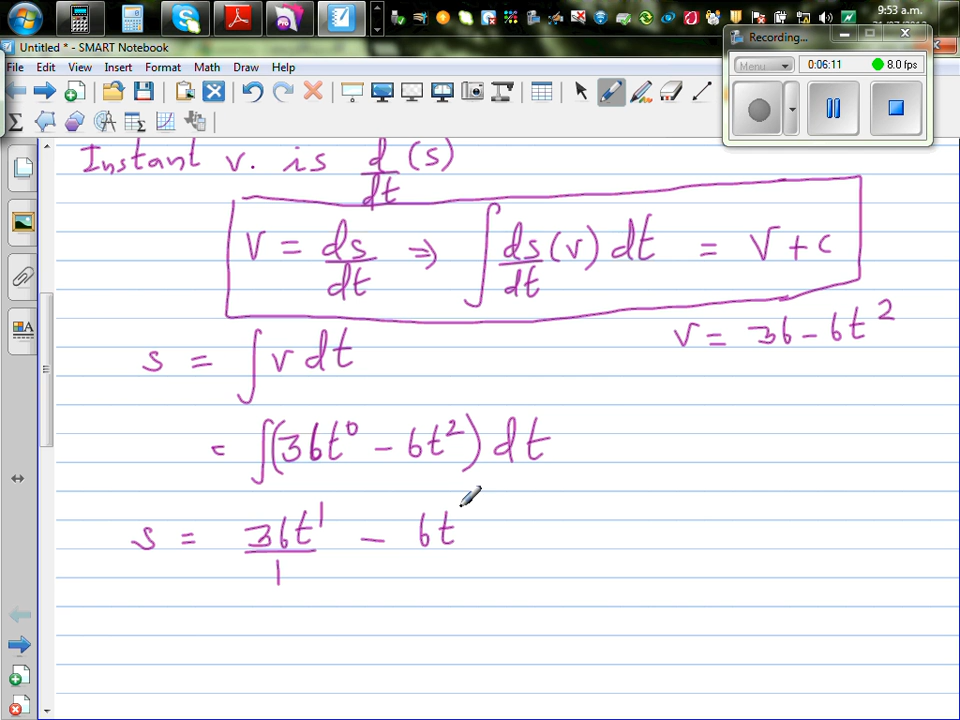 9:53 a.m.
Untitled * - SMART Notebook
Recording...
File Edit View Insert Format Math Draw Help
Menu 0:06:11 8.0 fps
Instant v. is d/dt (s)
V = ds/dt ⇒ ∫ ds/dt (v) dt = V + c
v = 36 - 6t²
s = ∫ v dt
= ∫(36t⁰ - 6t²) dt
s = 36t¹/1 - 6t